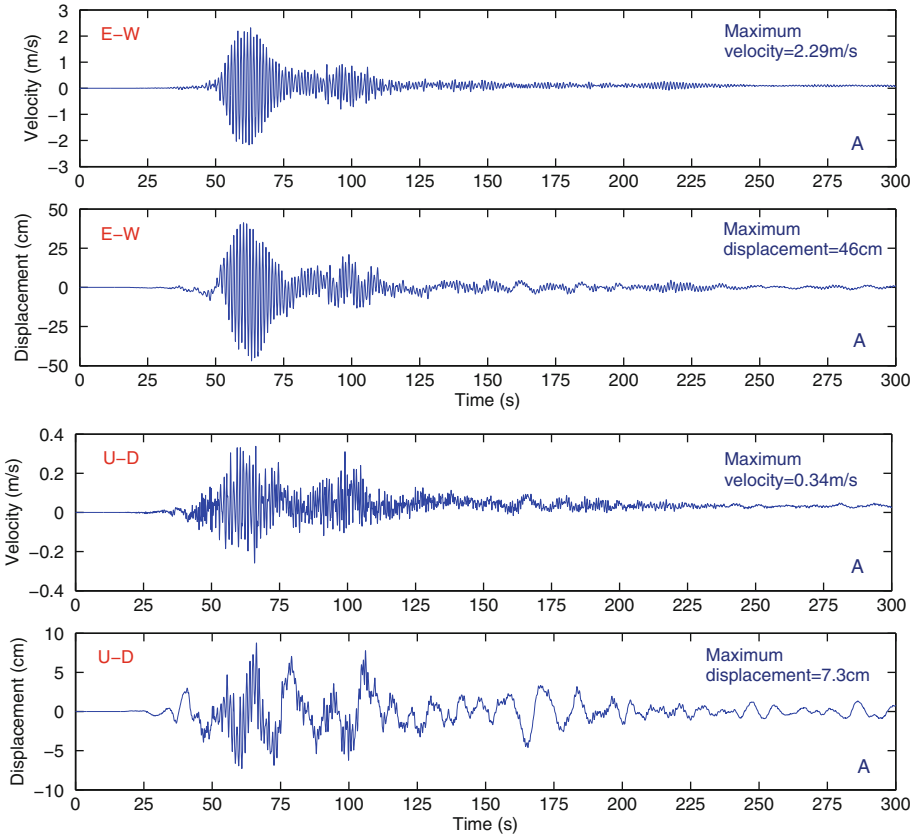 3
2
1
0
−1
−2
−3
Velocity (m/s)
E−W
Maximum
velocity=2.29m/s
A
0 25 50 75 100 125 150 175 200 225 250 275 300
50
25
0
−25
−50
Displacement (cm)
E−W
Maximum
displacement=46cm
A
0 25 50 75 100 125 150 175 200 225 250 275 300
Time (s)
0.4
0.2
0
−0.2
−0.4
Velocity (m/s)
U−D
Maximum
velocity=0.34m/s
A
0 25 50 75 100 125 150 175 200 225 250 275 300
10
5
0
−5
−10
Displacement (cm)
U−D
Maximum
displacement=7.3cm
A
0 25 50 75 100 125 150 175 200 225 250 275 300
Time (s)